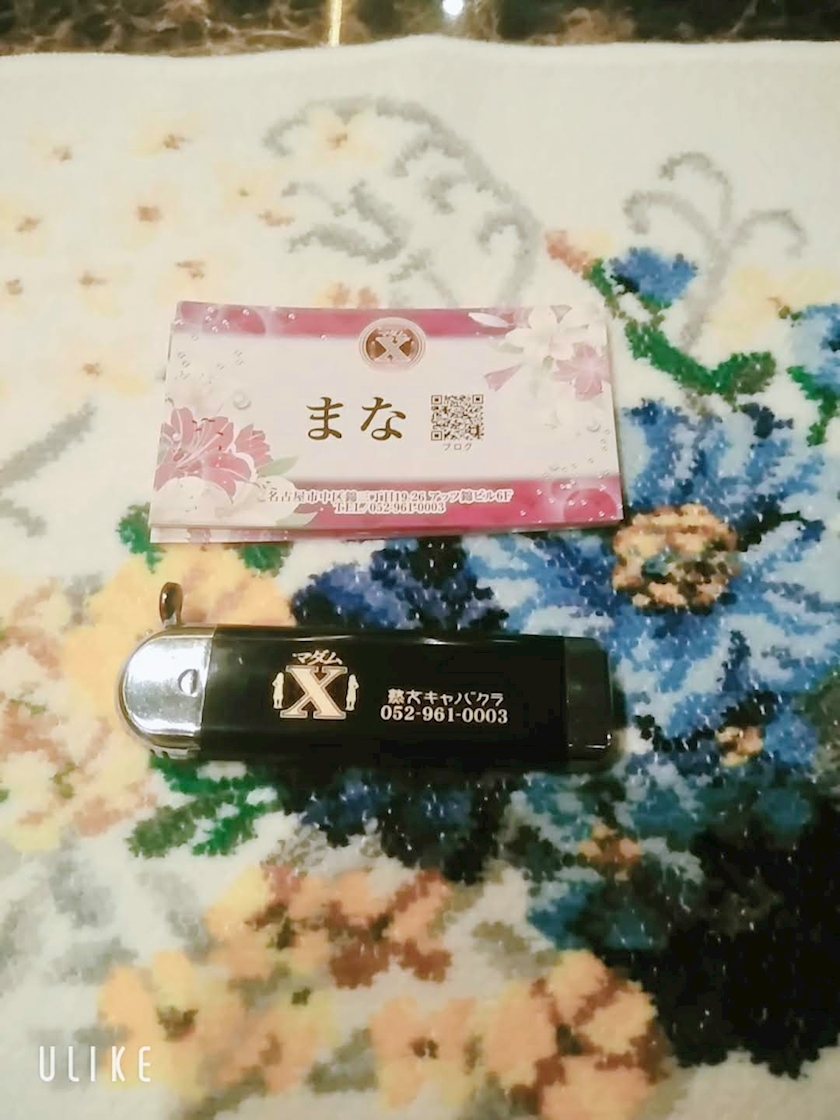 マダム
X
まな
ブログ
名古屋市中区錦三丁目19-26 アップ錦ビル6F
TEL 052-961-0003
マダム
X
熟女キャバクラ
052-961-0003
ULIKE